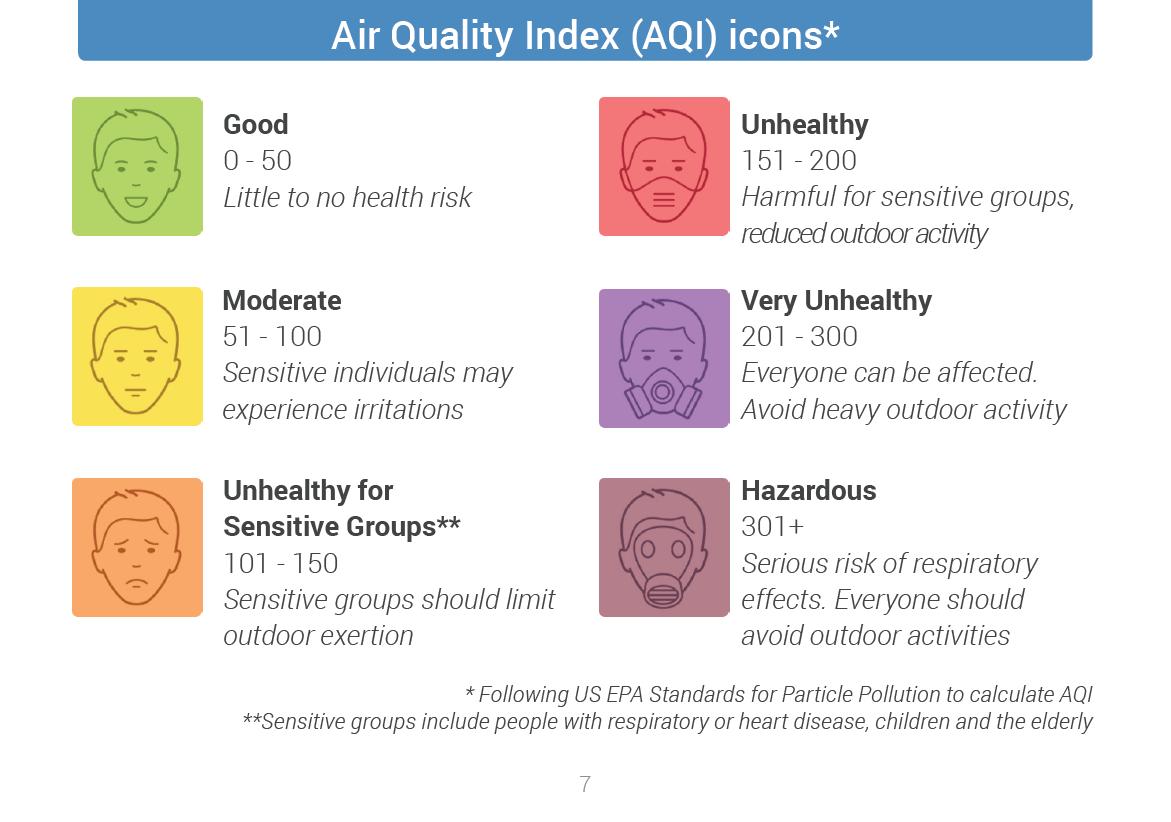 Air Quality Index (AQI) icons*
Good
0 - 50
Little to no health risk
Moderate
51 - 100
Sensitive individuals may
experience irritations
Unhealthy for
Sensitive Groups**
101 - 150
Sensitive groups should limit
outdoor exertion
Unhealthy
151 - 200
Harmful for sensitive groups,
reduced outdoor activity
Very Unhealthy
201 - 300
Everyone can be affected.
Avoid heavy outdoor activity
Hazardous
301+
Serious risk of respiratory
effects. Everyone should
avoid outdoor activities
* Following US EPA Standards for Particle Pollution to calculate AQI
**Sensitive groups include people with respiratory or heart disease, children and the elderly
7